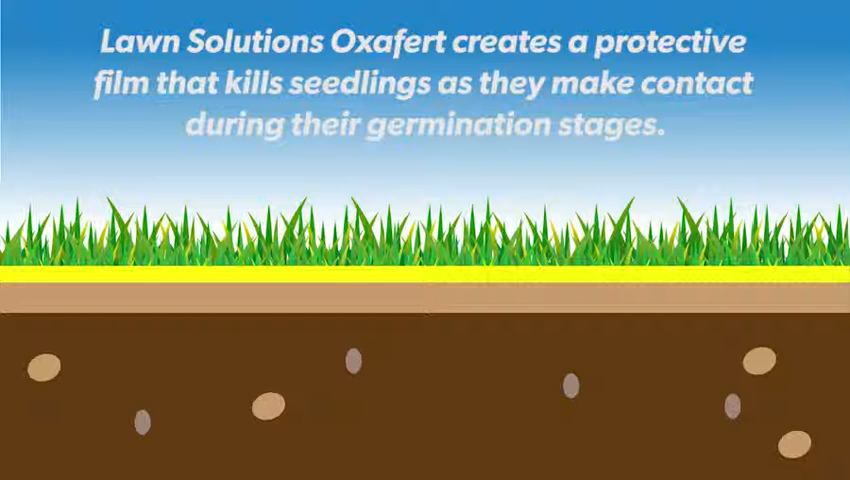 Lawn Solutions Oxafert creates a protective
film that kills seedlings as they make contact
during their germination stages.